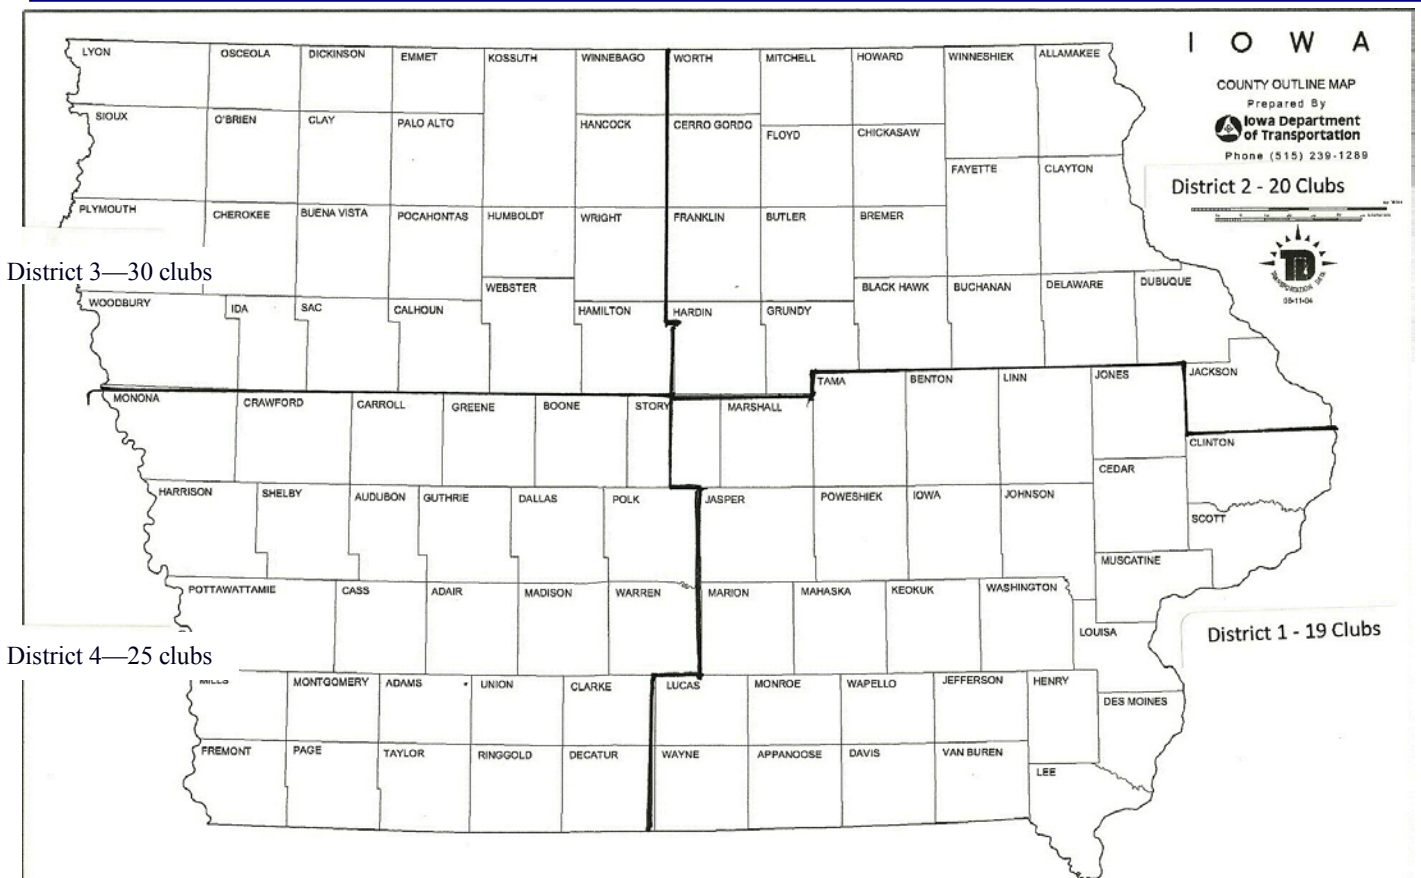 I O W A
COUNTY OUTLINE MAP
Prepared By
Iowa Department
of Transportation
Phone (515) 239-1289
District 2 - 20 Clubs
TRANSPORTATION DATA
05-11-04
LYON OSCEOLA DICKINSON EMMET KOSSUTH WINNEBAGO WORTH MITCHELL HOWARD WINNESHIEK ALLAMAKEE
SIOUX O'BRIEN CLAY PALO ALTO HANCOCK CERRO GORDO FLOYD CHICKASAW
FAYETTE CLAYTON
PLYMOUTH CHEROKEE BUENA VISTA POCAHONTAS HUMBOLDT WRIGHT FRANKLIN BUTLER BREMER
District 3—30 clubs
WEBSTER BLACK HAWK BUCHANAN DELAWARE DUBUQUE
WOODBURY IDA SAC CALHOUN HAMILTON HARDIN GRUNDY
TAMA BENTON LINN JONES JACKSON
MONONA CRAWFORD CARROLL GREENE BOONE STORY MARSHALL
CLINTON
CEDAR
HARRISON SHELBY AUDUBON GUTHRIE DALLAS POLK JASPER POWESHIEK IOWA JOHNSON
SCOTT
MUSCATINE
POTTAWATTAMIE CASS ADAIR MADISON WARREN MARION MAHASKA KEOKUK WASHINGTON
LOUISA
District 1 - 19 Clubs
District 4—25 clubs
MILLS MONTGOMERY ADAMS UNION CLARKE LUCAS MONROE WAPELLO JEFFERSON HENRY
DES MOINES
FREMONT PAGE TAYLOR RINGGOLD DECATUR WAYNE APPANOOSE DAVIS VAN BUREN
LEE